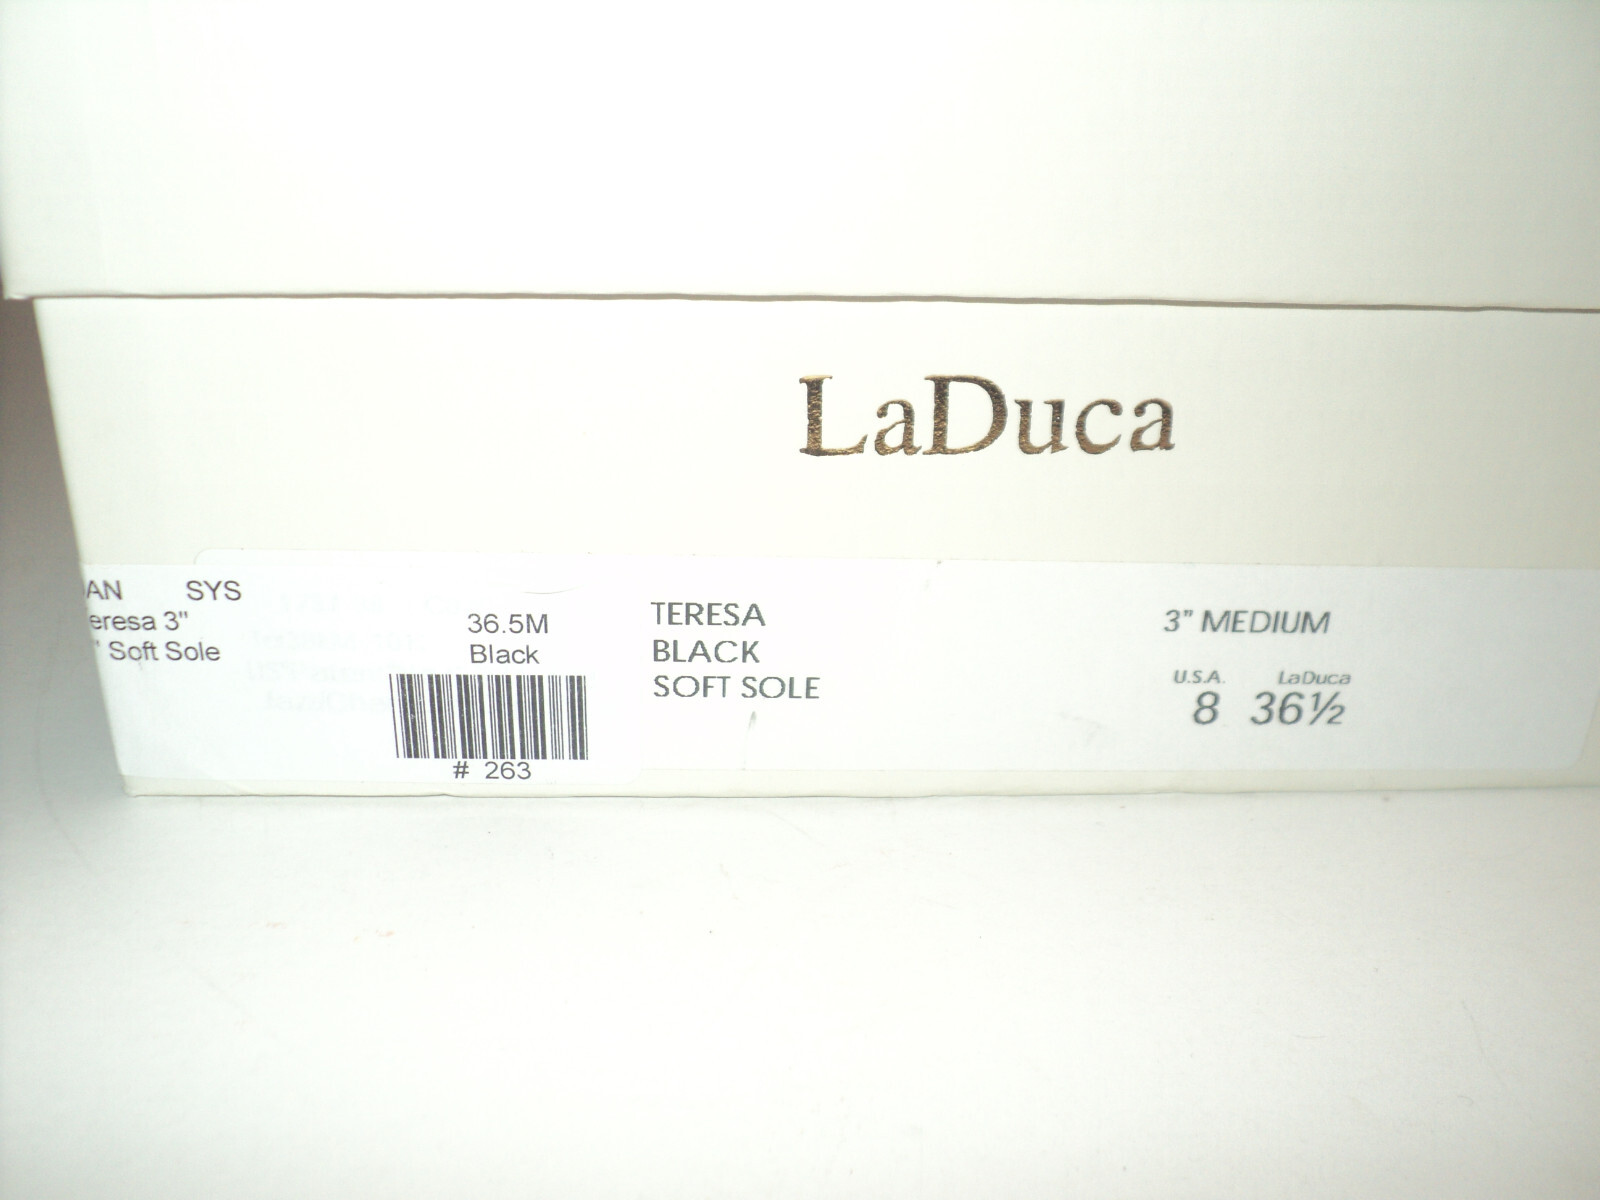 LaDuca
AN SYS
eresa 3"
" Soft Sole
36.5M
Black
# 263
TERESA
BLACK
SOFT SOLE
3" MEDIUM
U.S.A. LaDuca
8 36½